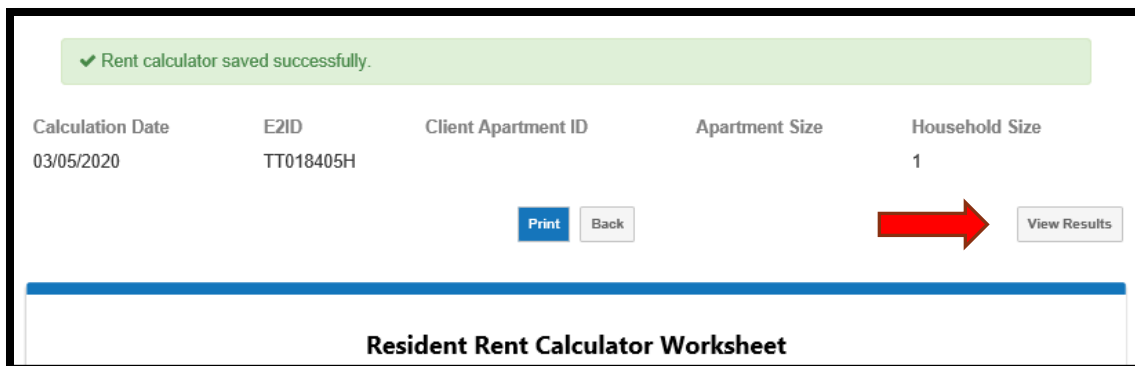 ✔ Rent calculator saved successfully.
Calculation Date E2ID Client Apartment ID Apartment Size Household Size
03/05/2020 TT018405H 1
Print Back View Results
Resident Rent Calculator Worksheet